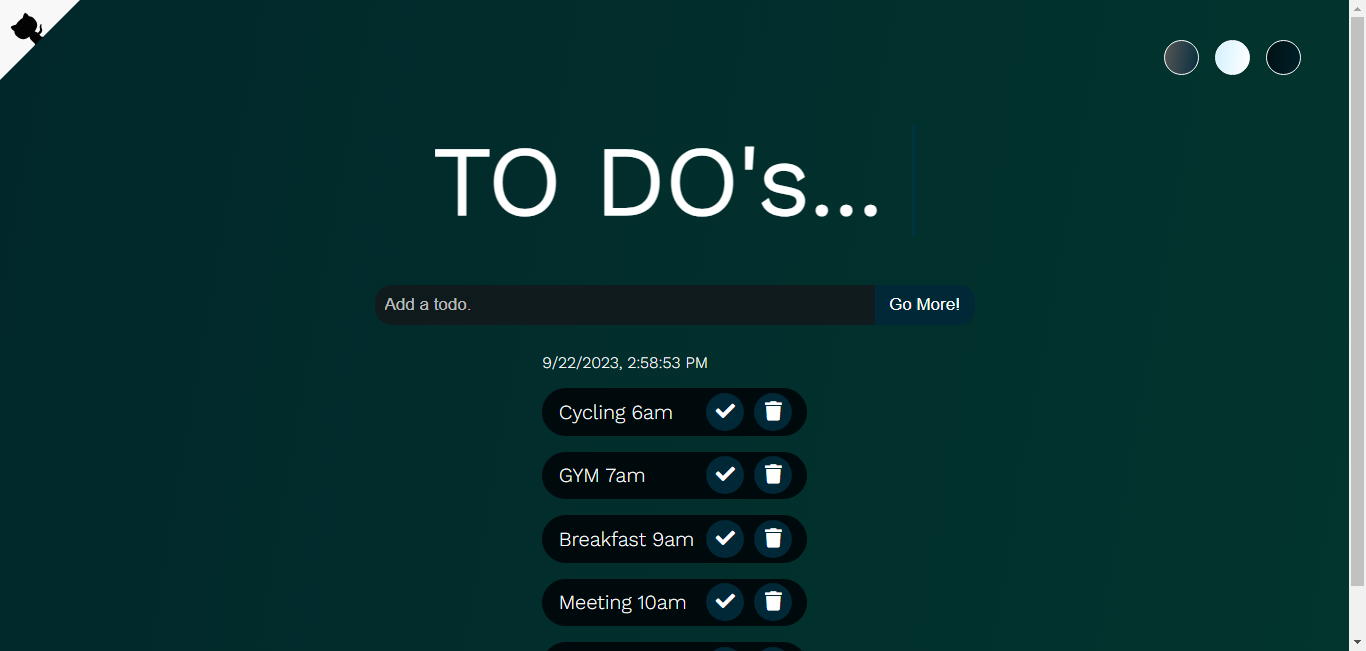 TO DO's...
Add a todo.
Go More!
9/22/2023, 2:58:53 PM
Cycling 6am
GYM 7am
Breakfast 9am
Meeting 10am